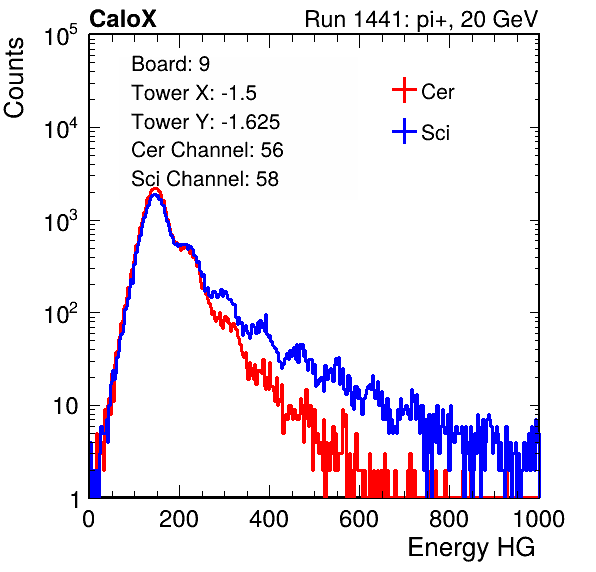 CaloX Run 1441: pi+, 20 GeV
Counts
Board: 9
Tower X: -1.5
Tower Y: -1.625
Cer Channel: 56
Sci Channel: 58
Cer
Sci
10^5
10^4
10^3
10^2
10
1
0 200 400 600 800 1000
Energy HG